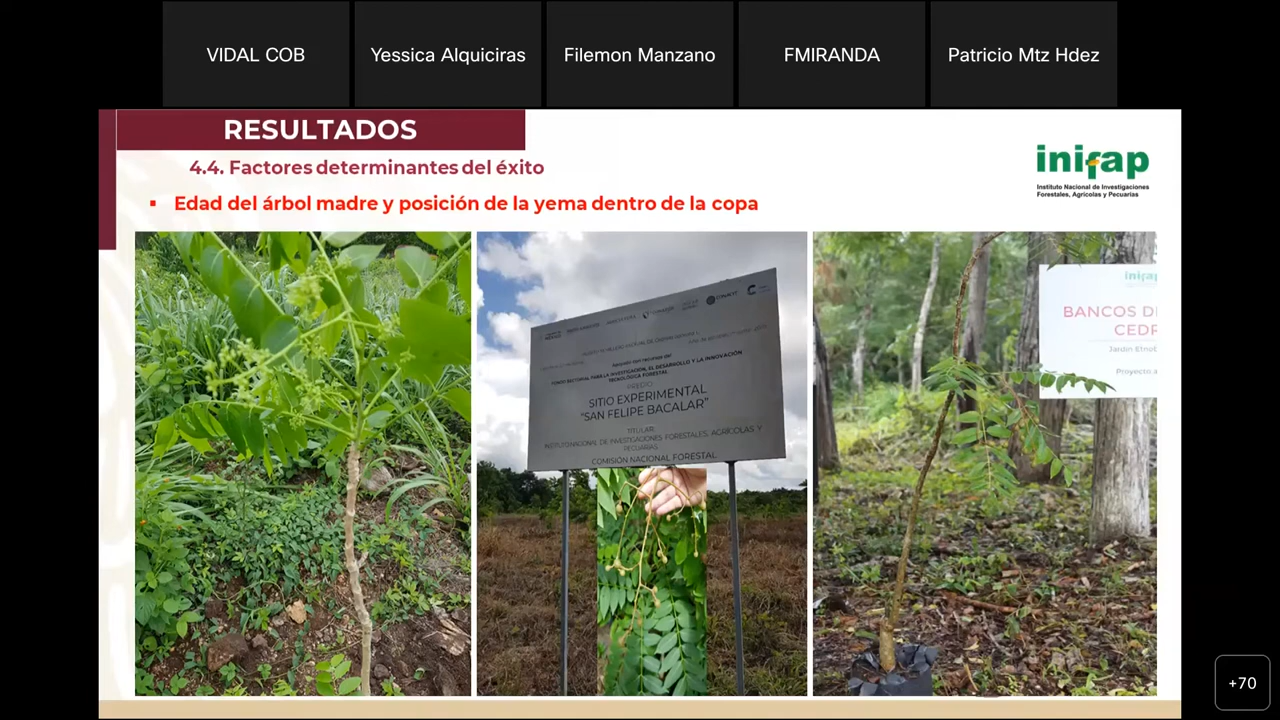 VIDAL COB
Yessica Alquiciras
Filemon Manzano
FMIRANDA
Patricio Mtz Hdez
RESULTADOS
4.4. Factores determinantes del éxito
▪ Edad del árbol madre y posición de la yema dentro de la copa
inifap
Instituto Nacional de Investigaciones
Forestales, Agrícolas y Pecuarias
FONDO SECTORIAL PARA LA INVESTIGACIÓN, EL DESARROLLO Y LA INNOVACIÓN
TECNOLÓGICA FORESTAL
PREDIO
SITIO EXPERIMENTAL
"SAN FELIPE BACALAR"
TITULAR:
INSTITUTO NACIONAL DE INVESTIGACIONES FORESTALES, AGRÍCOLAS Y
PECUARIAS
COMISIÓN NACIONAL FORESTAL
inifap
BANCOS D
CEDR
Jardín Etnob
Proyecto a
+70